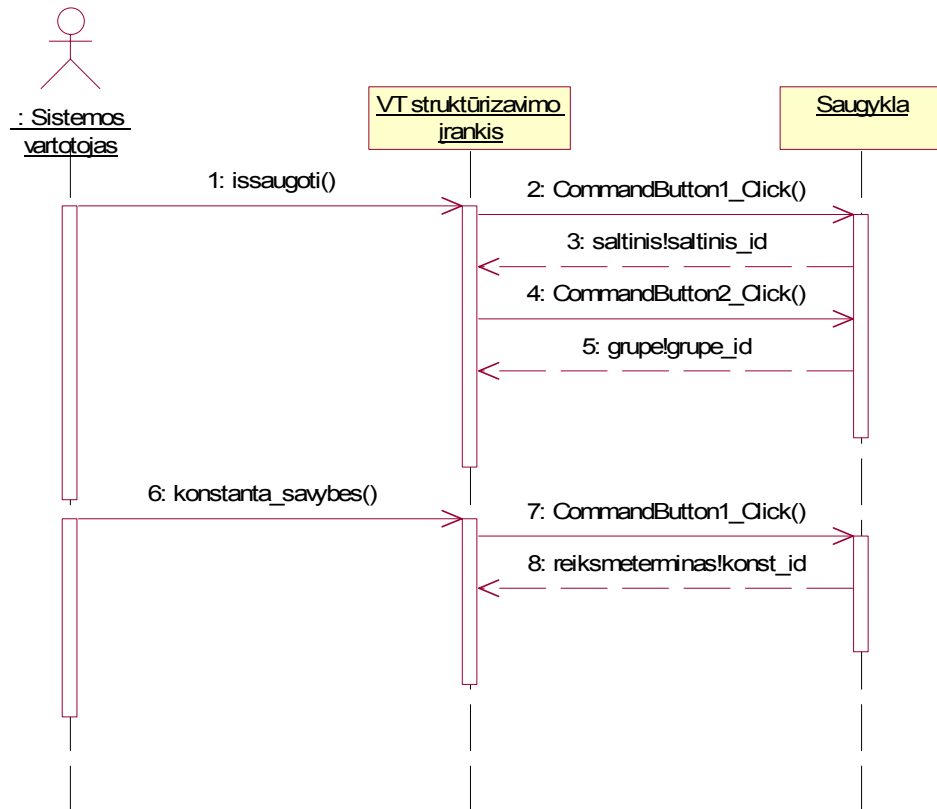 : Sistemos
vartotojas
VT struktūrizavimo
įrankis
Saugykla
1: issaugoti()
2: CommandButton1_Click()
3: saltinis!saltinis_id
4: CommandButton2_Click()
5: grupe!grupe_id
6: konstanta_savybes()
7: CommandButton1_Click()
8: reiksmeterminas!konst_id